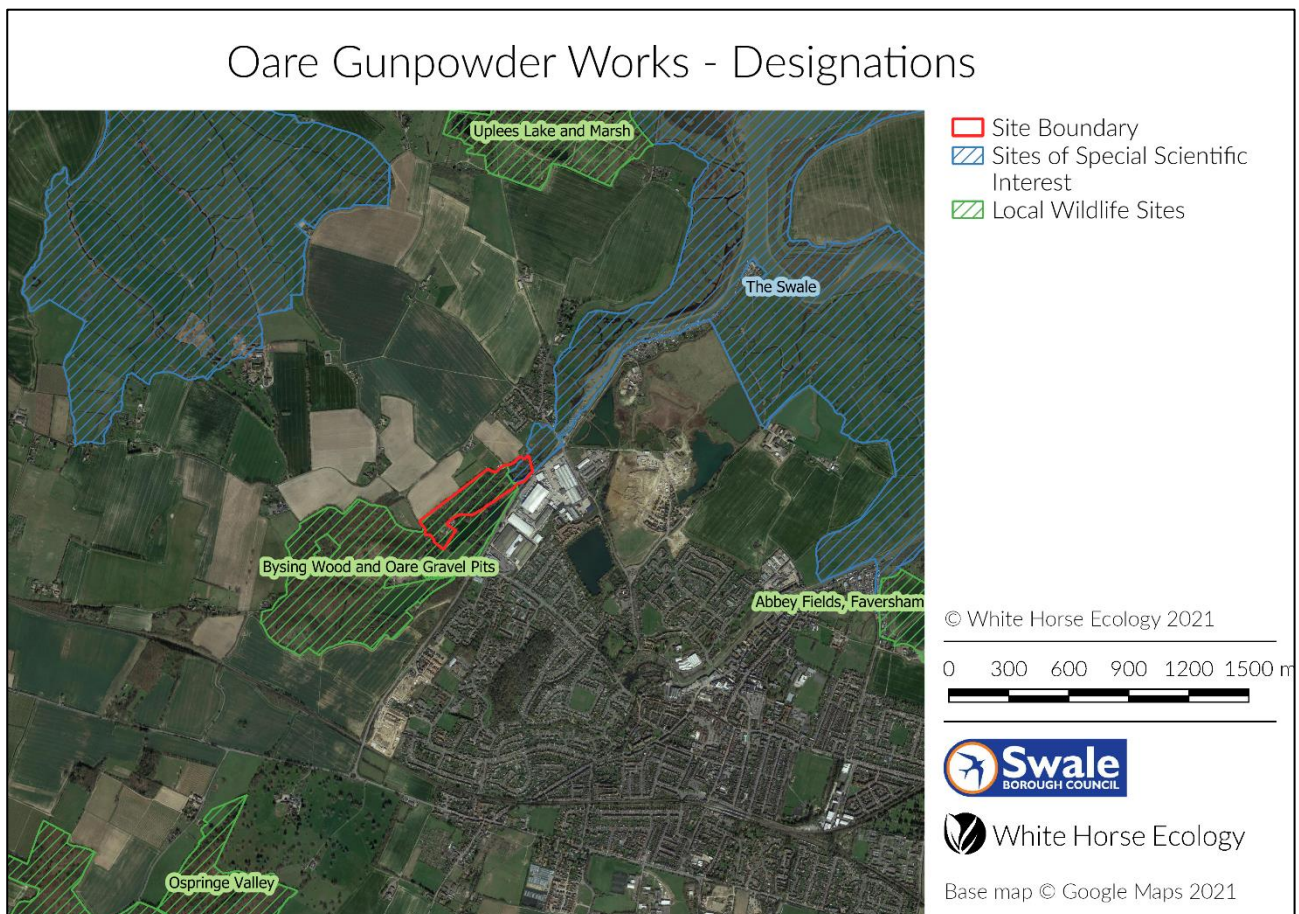 Oare Gunpowder Works - Designations
Uplees Lake and Marsh
The Swale
Bysing Wood and Oare Gravel Pits
Abbey Fields, Faversham
Ospringe Valley
Site Boundary
Sites of Special Scientific
Interest
Local Wildlife Sites
© White Horse Ecology 2021
0 300 600 900 1200 1500 m
Swale
BOROUGH COUNCIL
White Horse Ecology
Base map © Google Maps 2021